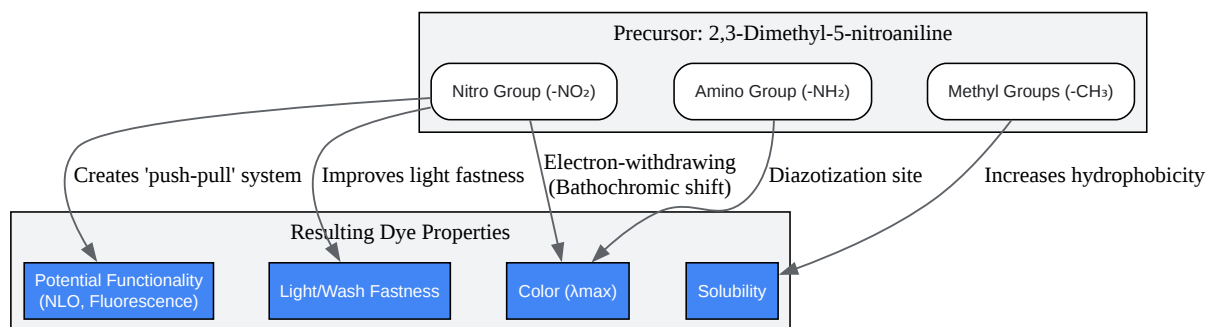 Precursor: 2,3-Dimethyl-5-nitroaniline
Nitro Group (-NO₂)
Amino Group (-NH₂)
Methyl Groups (-CH₃)
Creates 'push-pull' system
Improves light fastness
Electron-withdrawing
(Bathochromic shift)
Diazotization site
Increases hydrophobicity
Resulting Dye Properties
Potential Functionality
(NLO, Fluorescence)
Light/Wash Fastness
Color (λmax)
Solubility